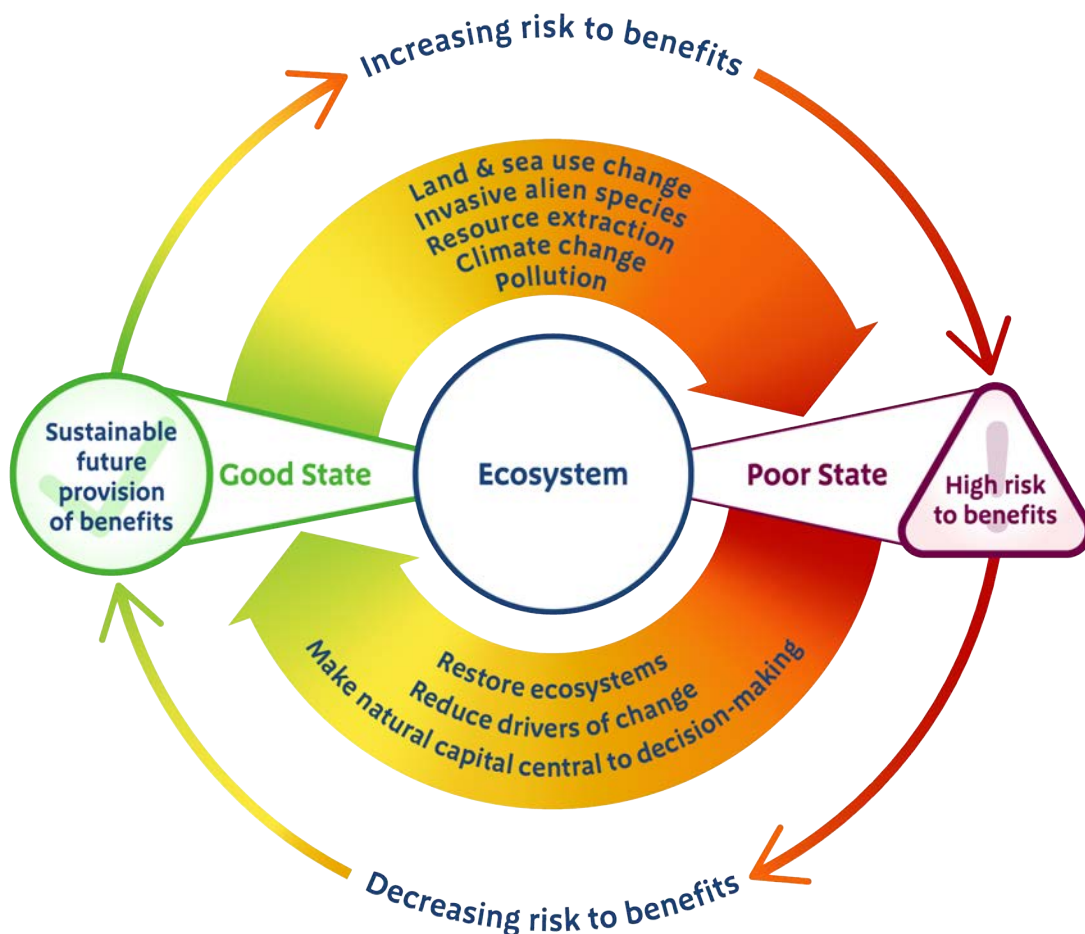 Increasing risk to benefits
Land & sea use change
Invasive alien species
Resource extraction
Climate change
Pollution
Sustainable
future
provision
of benefits
Good State
Ecosystem
Poor State
High risk
to benefits
Restore ecosystems
Reduce drivers of change
Make natural capital central to decision-making
Decreasing risk to benefits